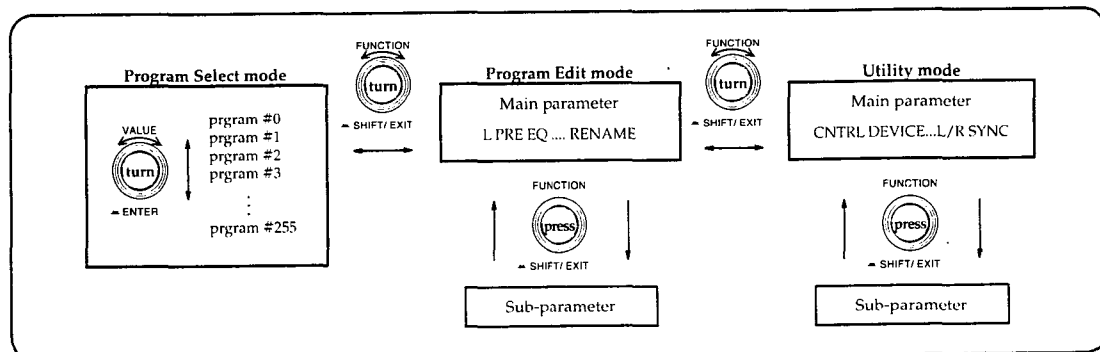 Program Select mode
VALUE
turn
ENTER
prgram #0
prgram #1
prgram #2
prgram #3
prgram #255
FUNCTION
turn
SHIFT/ EXIT
Program Edit mode
Main parameter
L PRE EQ .... RENAME
FUNCTION
press
SHIFT/ EXIT
Sub-parameter
FUNCTION
turn
SHIFT/ EXIT
Utility mode
Main parameter
CNTRL DEVICE...L/R SYNC
FUNCTION
press
SHIFT/ EXIT
Sub-parameter